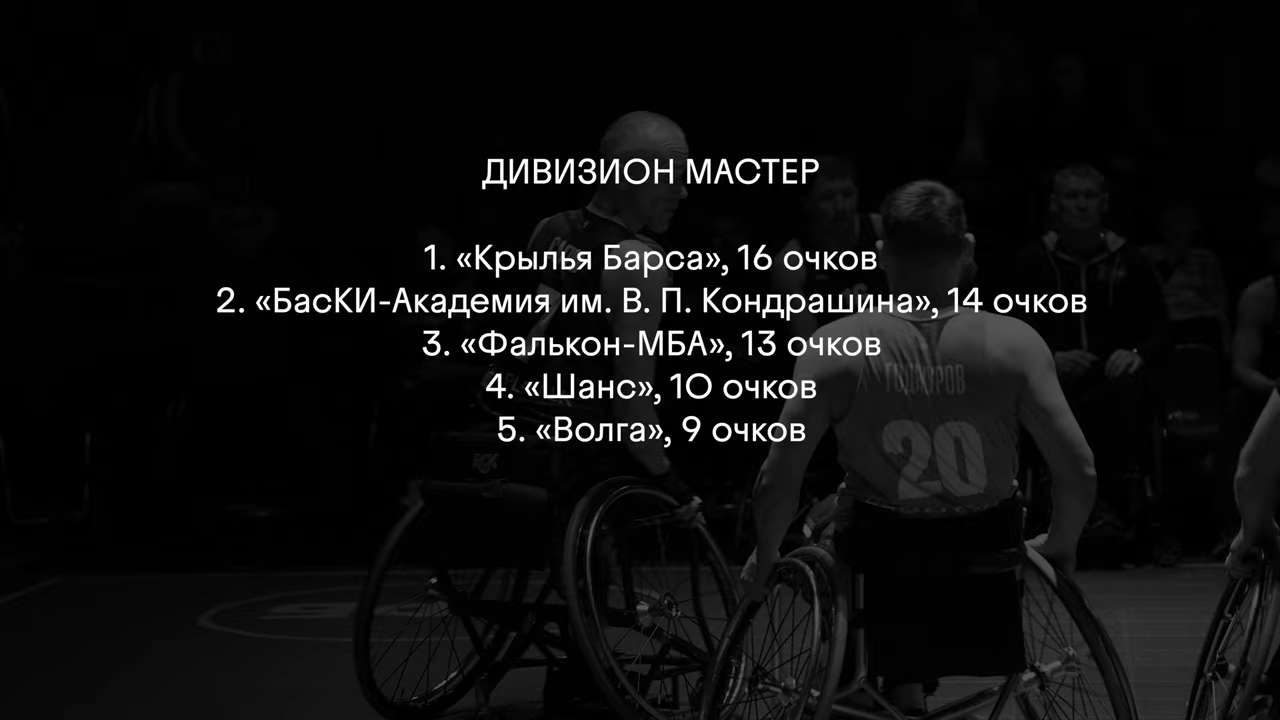 ДИВИЗИОН МАСТЕР
1. «Крылья Барса», 16 очков
2. «БасКИ-Академия им. В. П. Кондрашина», 14 очков
3. «Фалькон-МБА», 13 очков
4. «Шанс», 10 очков
5. «Волга», 9 очков
20